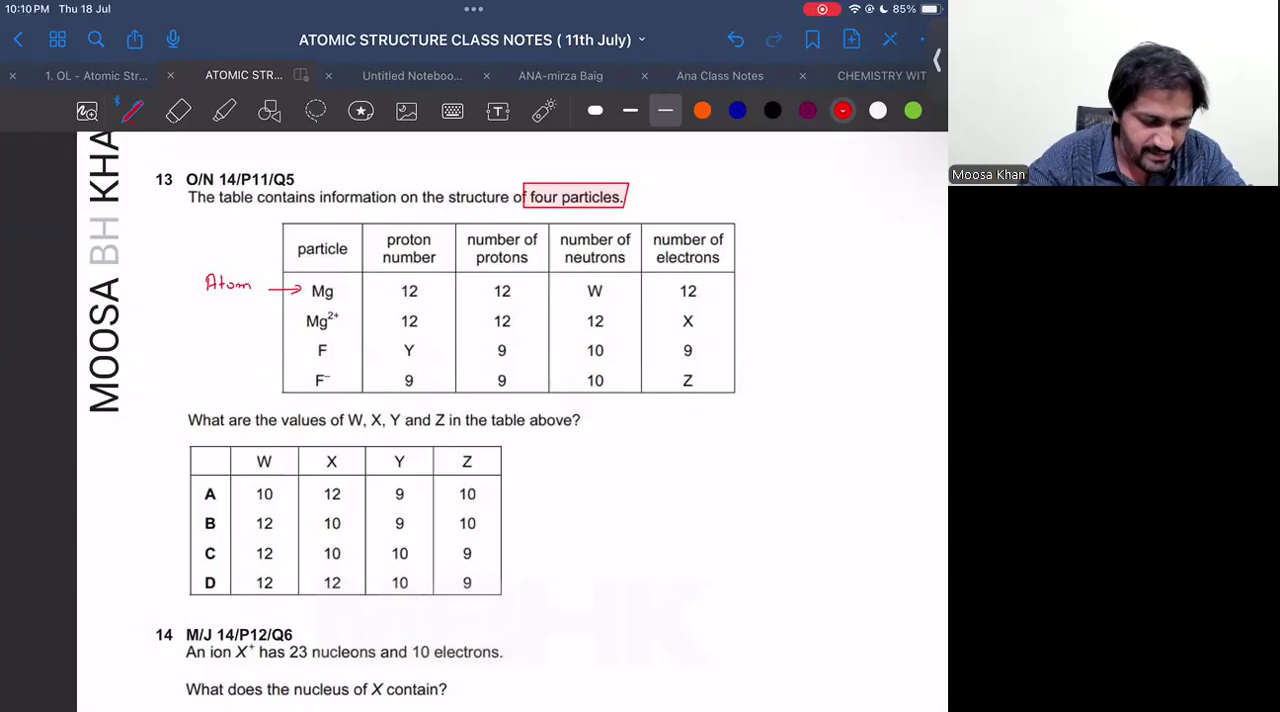 10:10 PM Thu 18 Jul
85%
ATOMIC STRUCTURE CLASS NOTES ( 11th July)
1. OL - Atomic Str...
ATOMIC STR...
Untitled Noteboo...
ANA-mirza Baig
Ana Class Notes
CHEMISTRY WIT
Moosa Khan
MOOSA BH KHA
13 O/N 14/P11/Q5
The table contains information on the structure of four particles.
particle proton number number of protons number of neutrons number of electrons
Atom → Mg 12 12 W 12
Mg2+ 12 12 12 X
F Y 9 10 9
F– 9 9 10 Z
What are the values of W, X, Y and Z in the table above?
W X Y Z
A 10 12 9 10
B 12 10 9 10
C 12 10 10 9
D 12 12 10 9
MBHK
14 M/J 14/P12/Q6
An ion X+ has 23 nucleons and 10 electrons.
What does the nucleus of X contain?